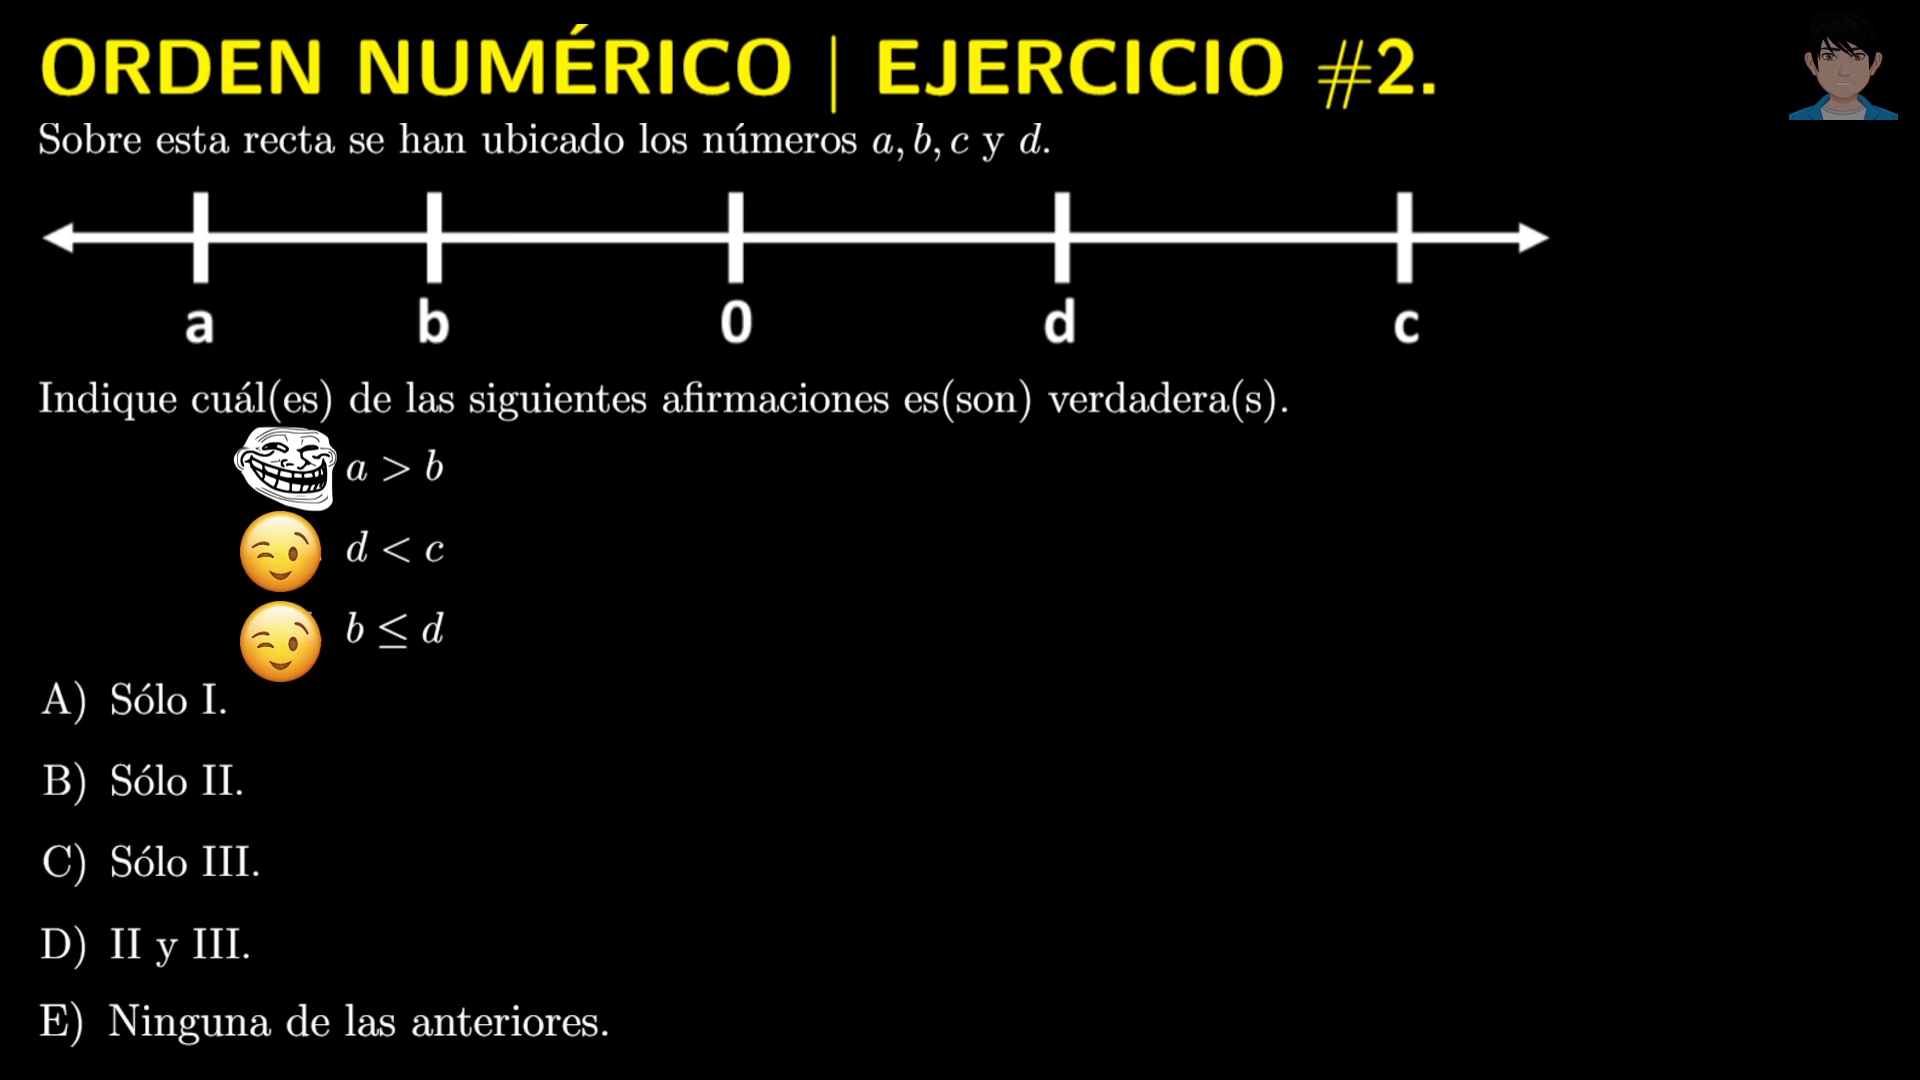 ORDEN NUMÉRICO | EJERCICIO #2.
Sobre esta recta se han ubicado los números a, b, c y d.
a b 0 d c
Indique cuál(es) de las siguientes afirmaciones es(son) verdadera(s).
a > b
d < c
b ≤ d
A) Sólo I.
B) Sólo II.
C) Sólo III.
D) II y III.
E) Ninguna de las anteriores.